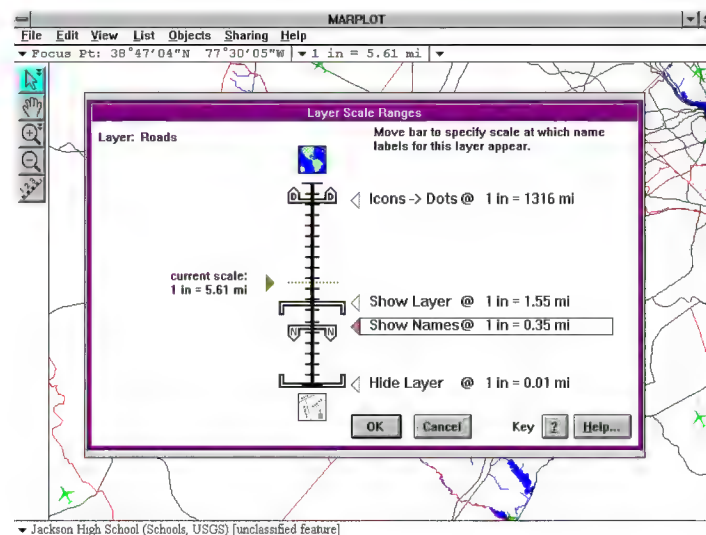 MARPLOT
File Edit View List Objects Sharing Help
Focus Pt: 38°47'04"N 77°30'05"W 1 in = 5.61 mi
Layer Scale Ranges
Layer: Roads
Move bar to specify scale at which name
labels for this layer appear.
D D
Icons -> Dots @ 1 in = 1316 mi
current scale:
1 in = 5.61 mi
Show Layer @ 1 in = 1.55 mi
N N
Show Names@ 1 in = 0.35 mi
Hide Layer @ 1 in = 0.01 mi
OK Cancel Key ? Help...
1 2 3
Jackson High School (Schools, USGS) [unclassified feature]